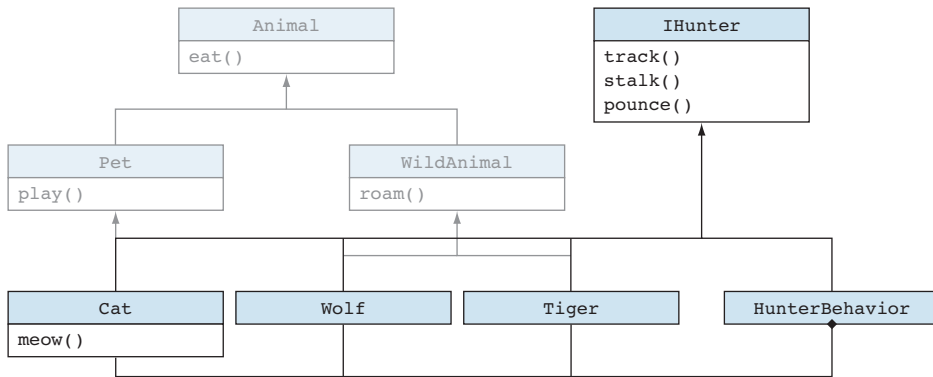 Animal
eat()
IHunter
track()
stalk()
pounce()
Pet
play()
WildAnimal
roam()
Cat
meow()
Wolf
Tiger
HunterBehavior